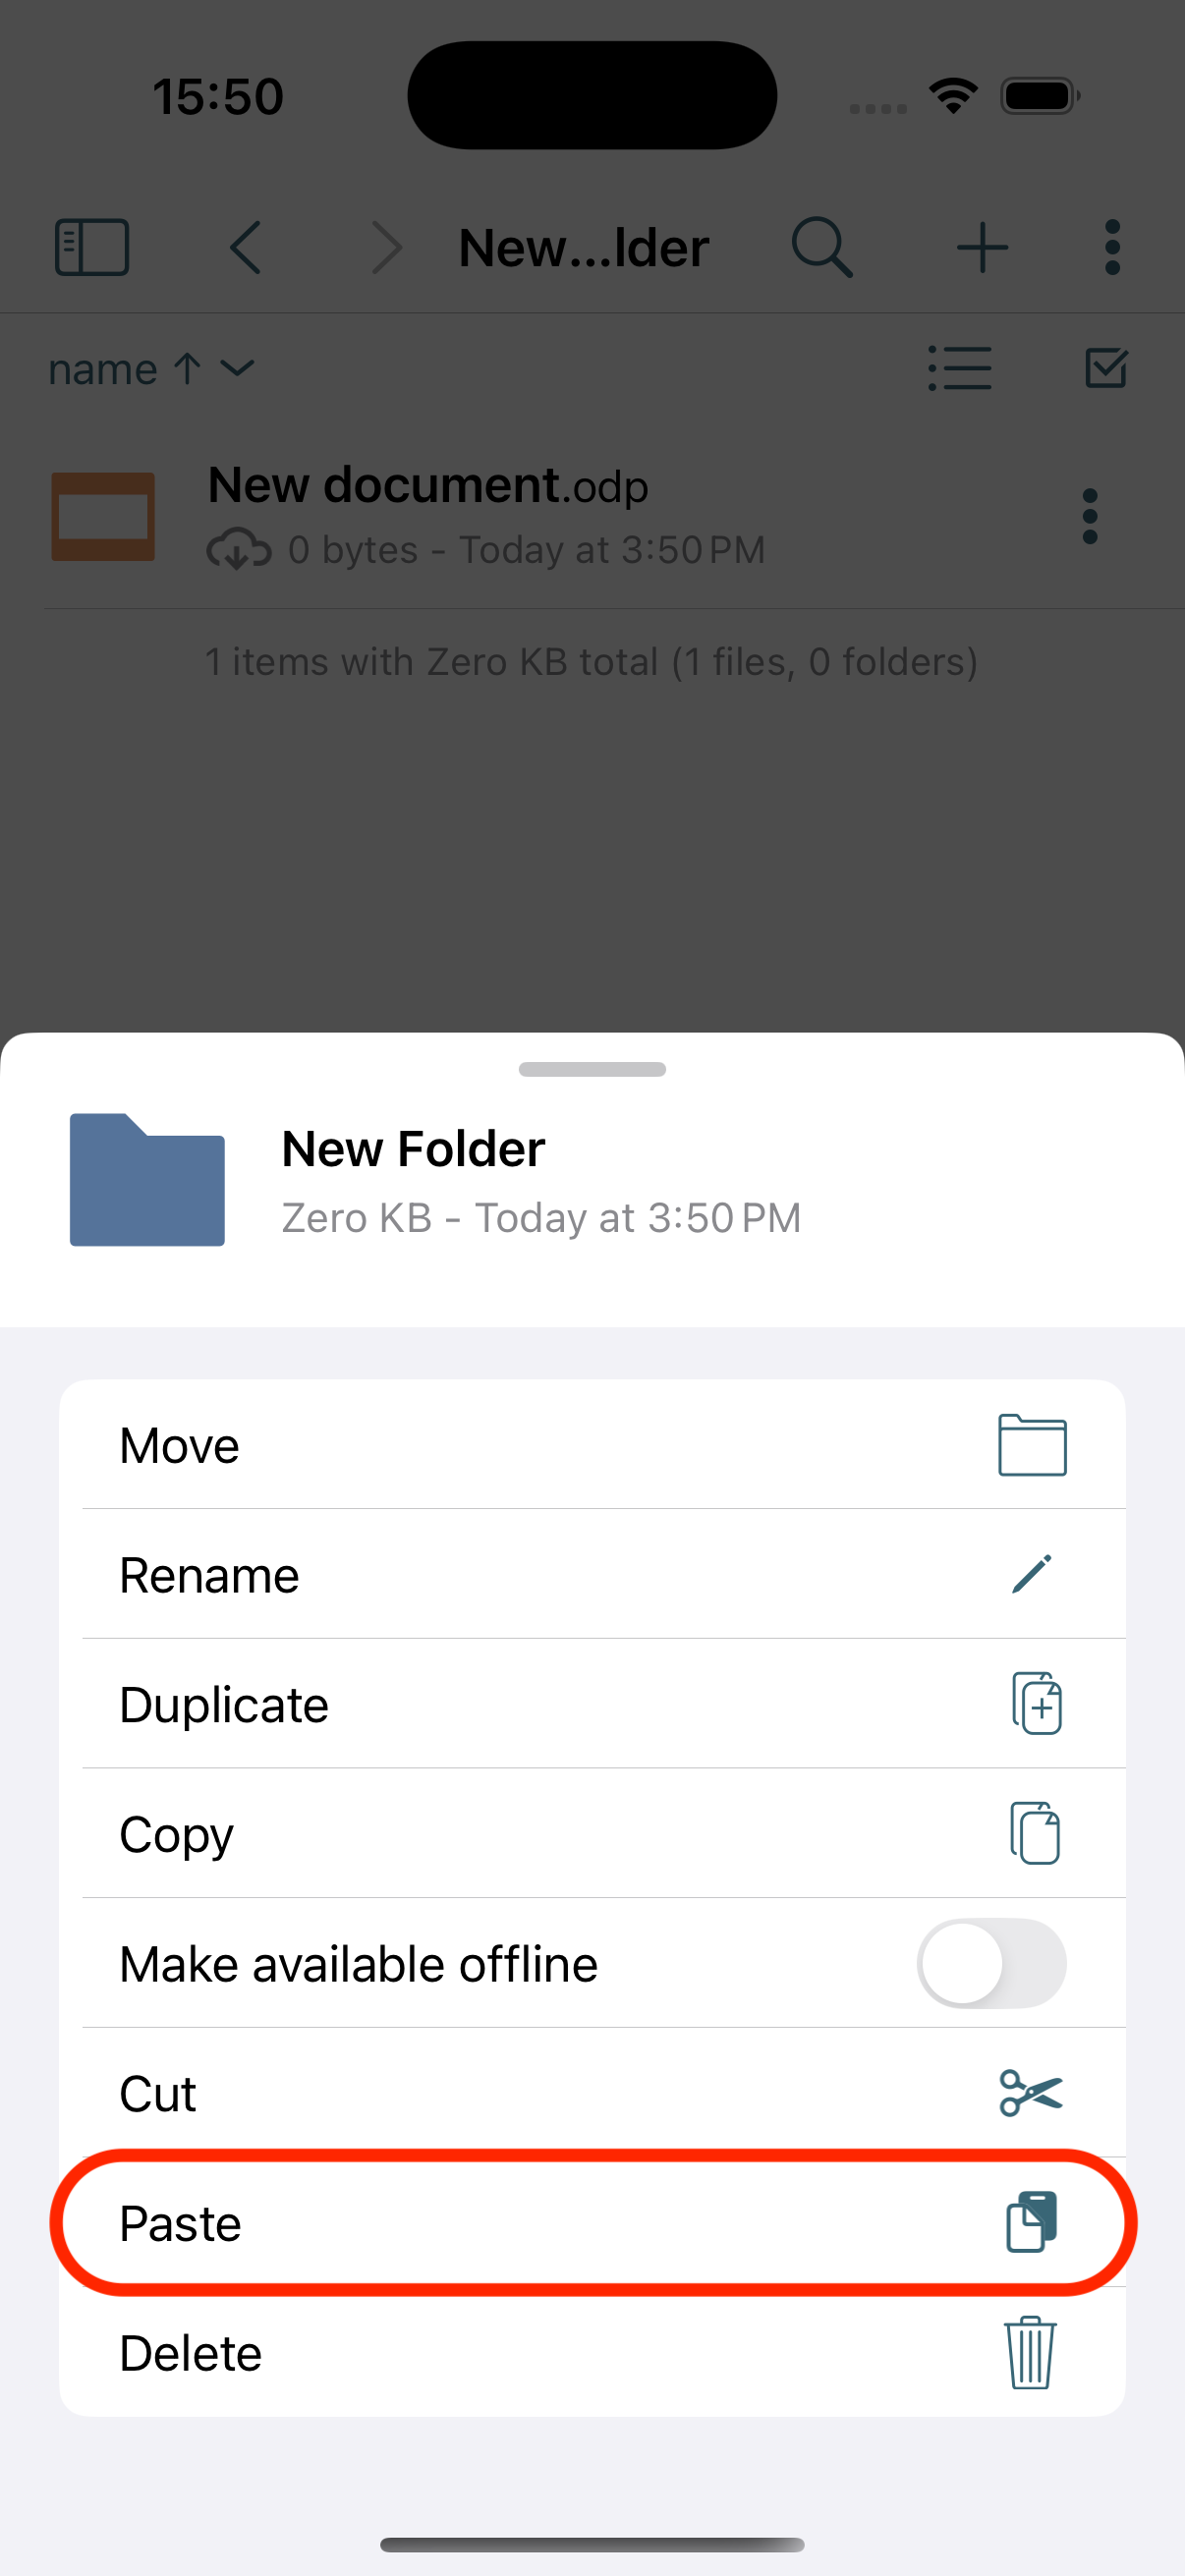 15:50
New...lder
name
New document.odp
0 bytes - Today at 3:50 PM
1 items with Zero KB total (1 files, 0 folders)
New Folder
Zero KB - Today at 3:50 PM
Move
Rename
Duplicate
Copy
Make available offline
Cut
Paste
Delete